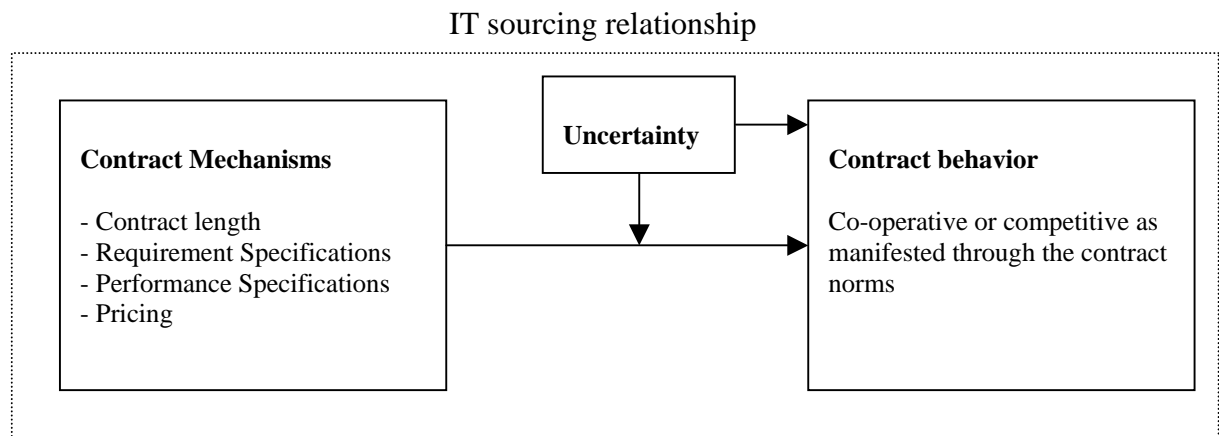 IT sourcing relationship
Contract Mechanisms
- Contract length
- Requirement Specifications
- Performance Specifications
- Pricing
Uncertainty
Contract behavior
Co-operative or competitive as
manifested through the contract
norms